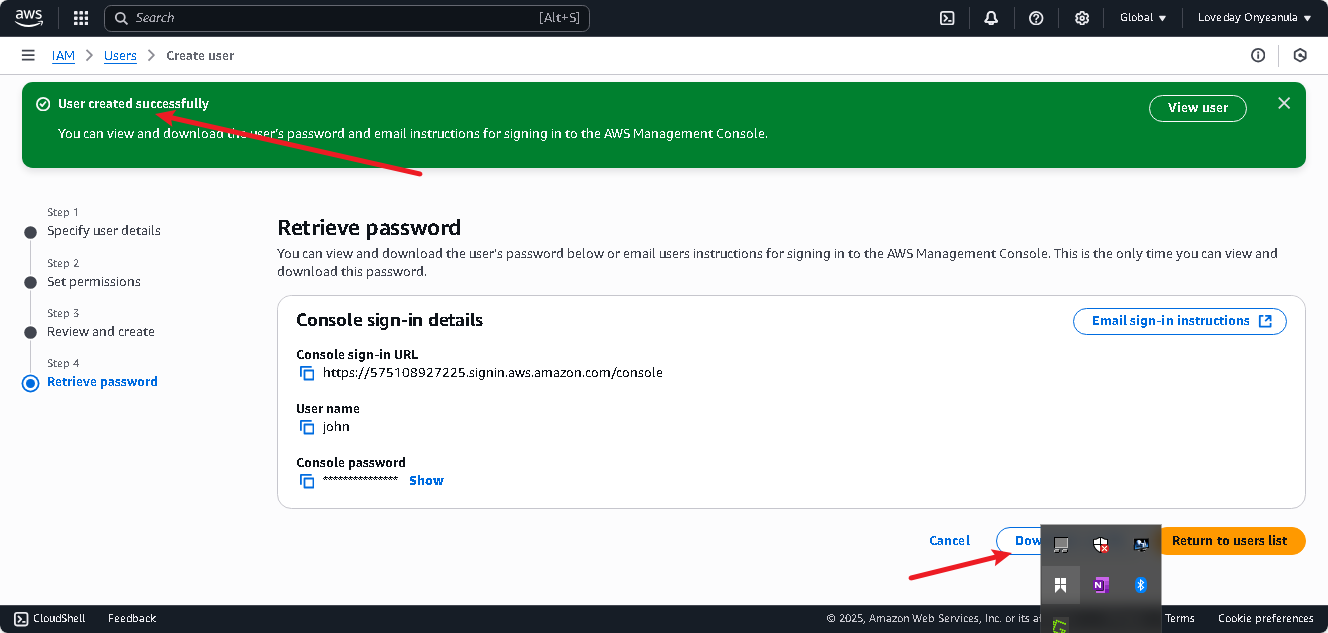 aws
Search
[Alt+S]
Global
Loveday Onyeanula
IAM
Users
Create user
User created successfully
You can view and download the user's password and email instructions for signing in to the AWS Management Console.
View user
Step 1
Specify user details
Step 2
Set permissions
Step 3
Review and create
Step 4
Retrieve password
Retrieve password
You can view and download the user's password below or email users instructions for signing in to the AWS Management Console. This is the only time you can view and
download this password.
Console sign-in details
Email sign-in instructions
Console sign-in URL
https://575108927225.signin.aws.amazon.com/console
User name
john
Console password
***************
Show
Cancel
Dow
Return to users list
CloudShell
Feedback
© 2025, Amazon Web Services, Inc. or its
Terms
Cookie preferences